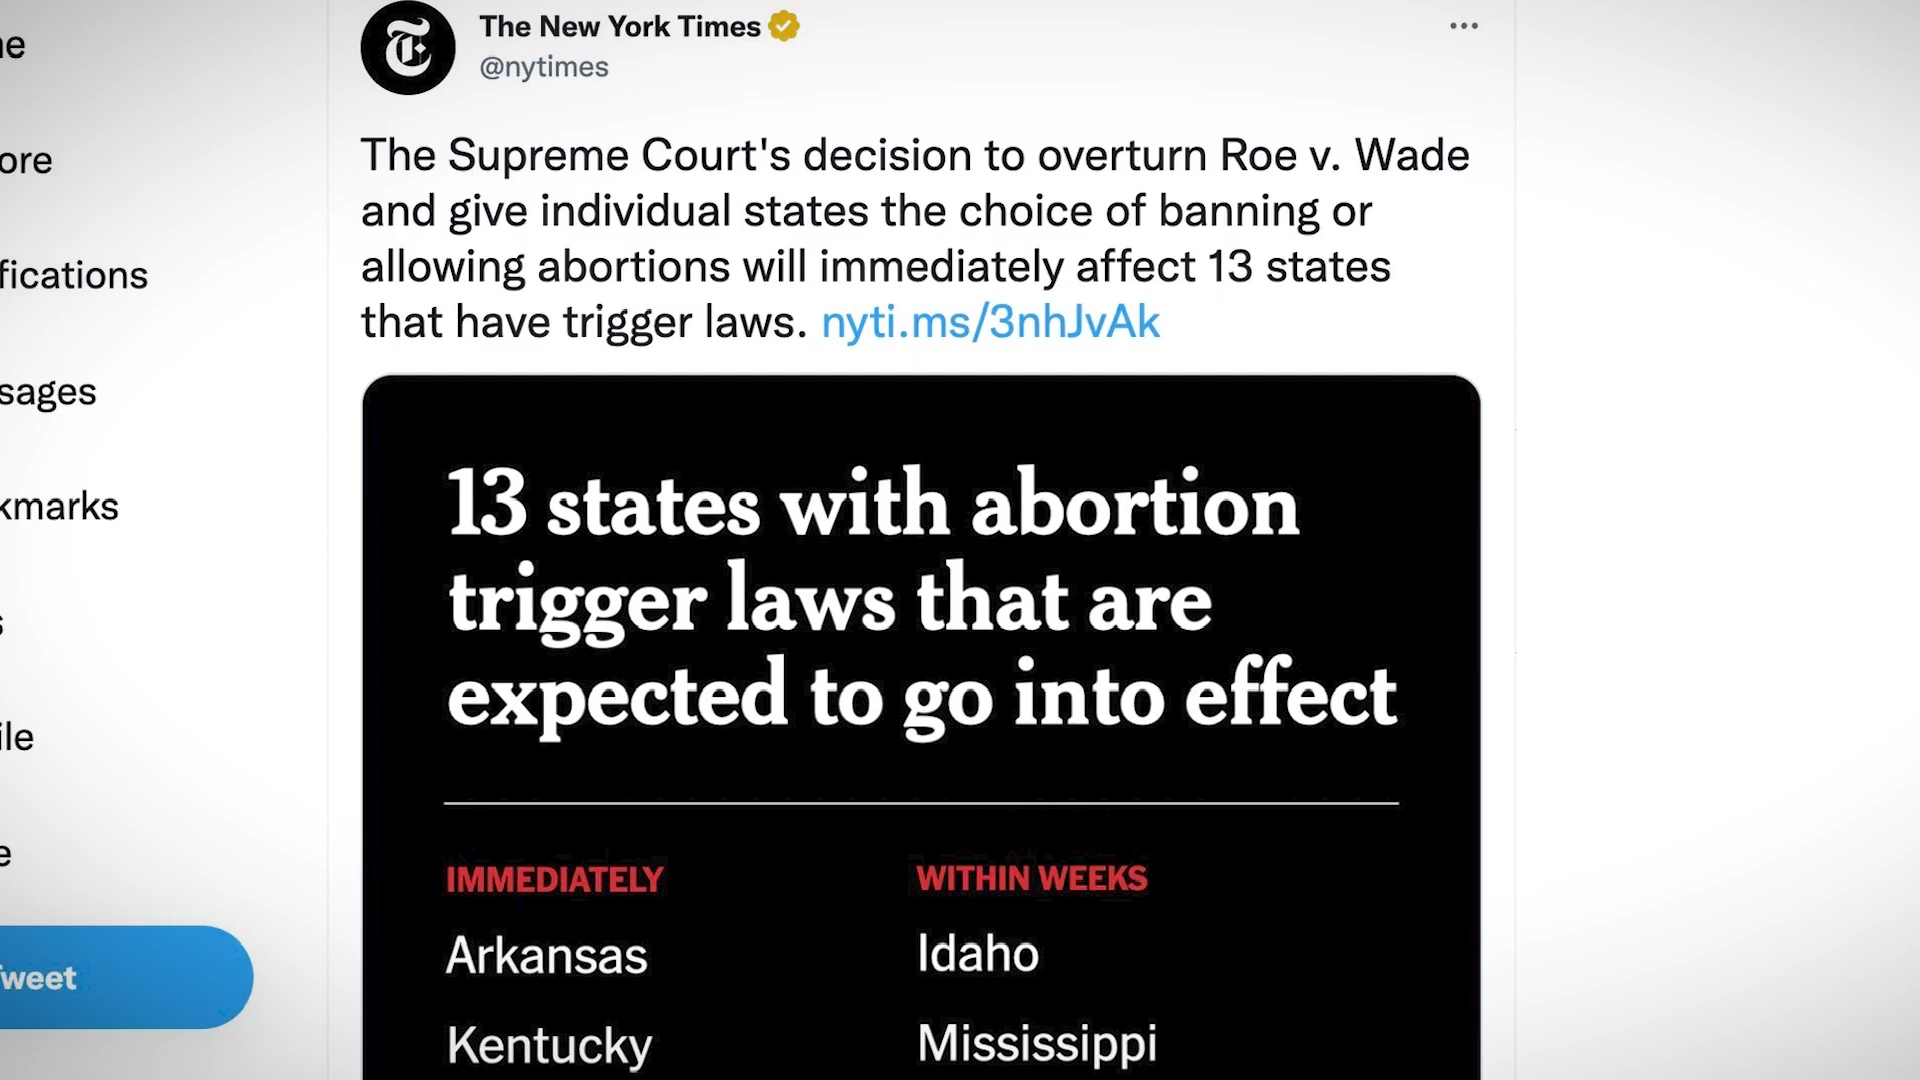 The New York Times
@nytimes
The Supreme Court's decision to overturn Roe v. Wade
and give individual states the choice of banning or
allowing abortions will immediately affect 13 states
that have trigger laws. nyti.ms/3nhJvAk
13 states with abortion
trigger laws that are
expected to go into effect
IMMEDIATELY
Arkansas
Kentucky
WITHIN WEEKS
Idaho
Mississippi
e
ore
fications
sages
kmarks
s
ile
e
weet